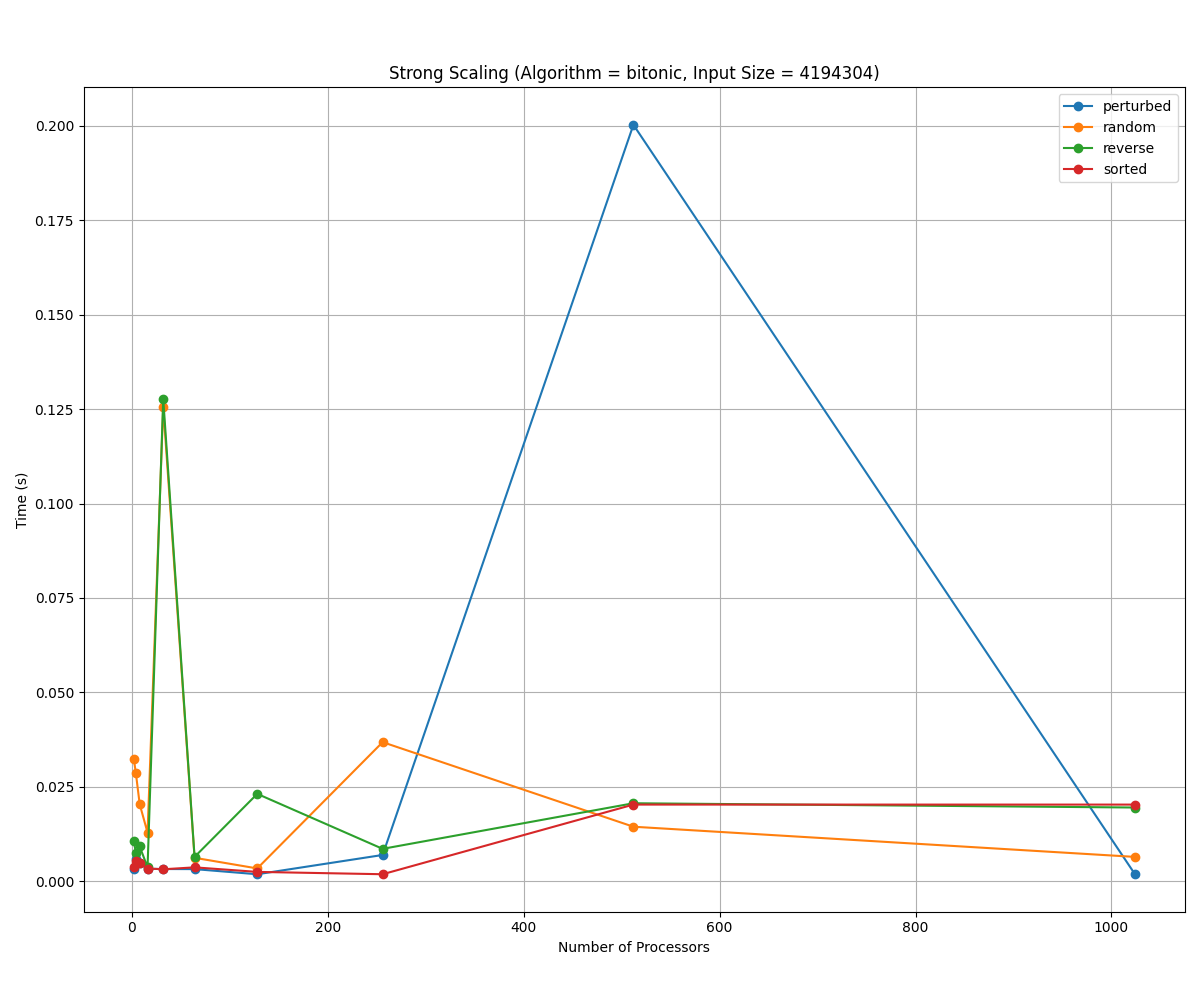 Strong Scaling (Algorithm = bitonic, Input Size = 4194304)
perturbed
random
reverse
sorted
0.200
0.175
0.150
0.125
0.100
0.075
0.050
0.025
0.000
Time (s)
0
200
400
600
800
1000
Number of Processors